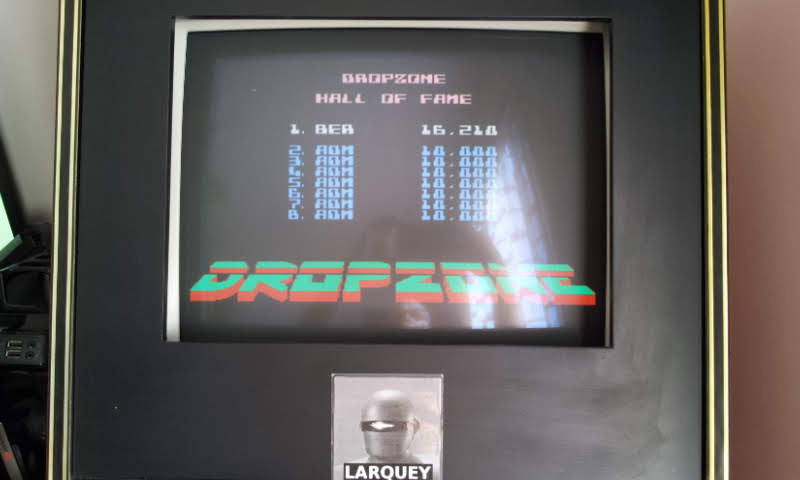 DROPZONE
HALL OF FAME
1. BER 16,210
2. ADM 10,000
3. ADM 10,000
4. ADM 10,000
5. ADM 10,000
6. ADM 10,000
7. ADM 10,000
8. ADM 10,000
DROPZONE
LARQUEY